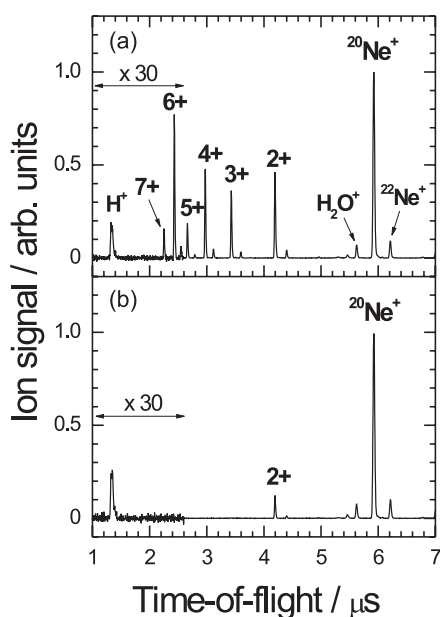 (a)
x 30
²⁰Ne⁺
1.0
6+
4+
3+
2+
7+
5+
H⁺
H₂O⁺
²²Ne⁺
0.5
0.0
(b)
²⁰Ne⁺
1.0
x 30
0.5
2+
0
1 2 3 4 5 6 7
Time-of-flight / μs
Ion signal / arb. units